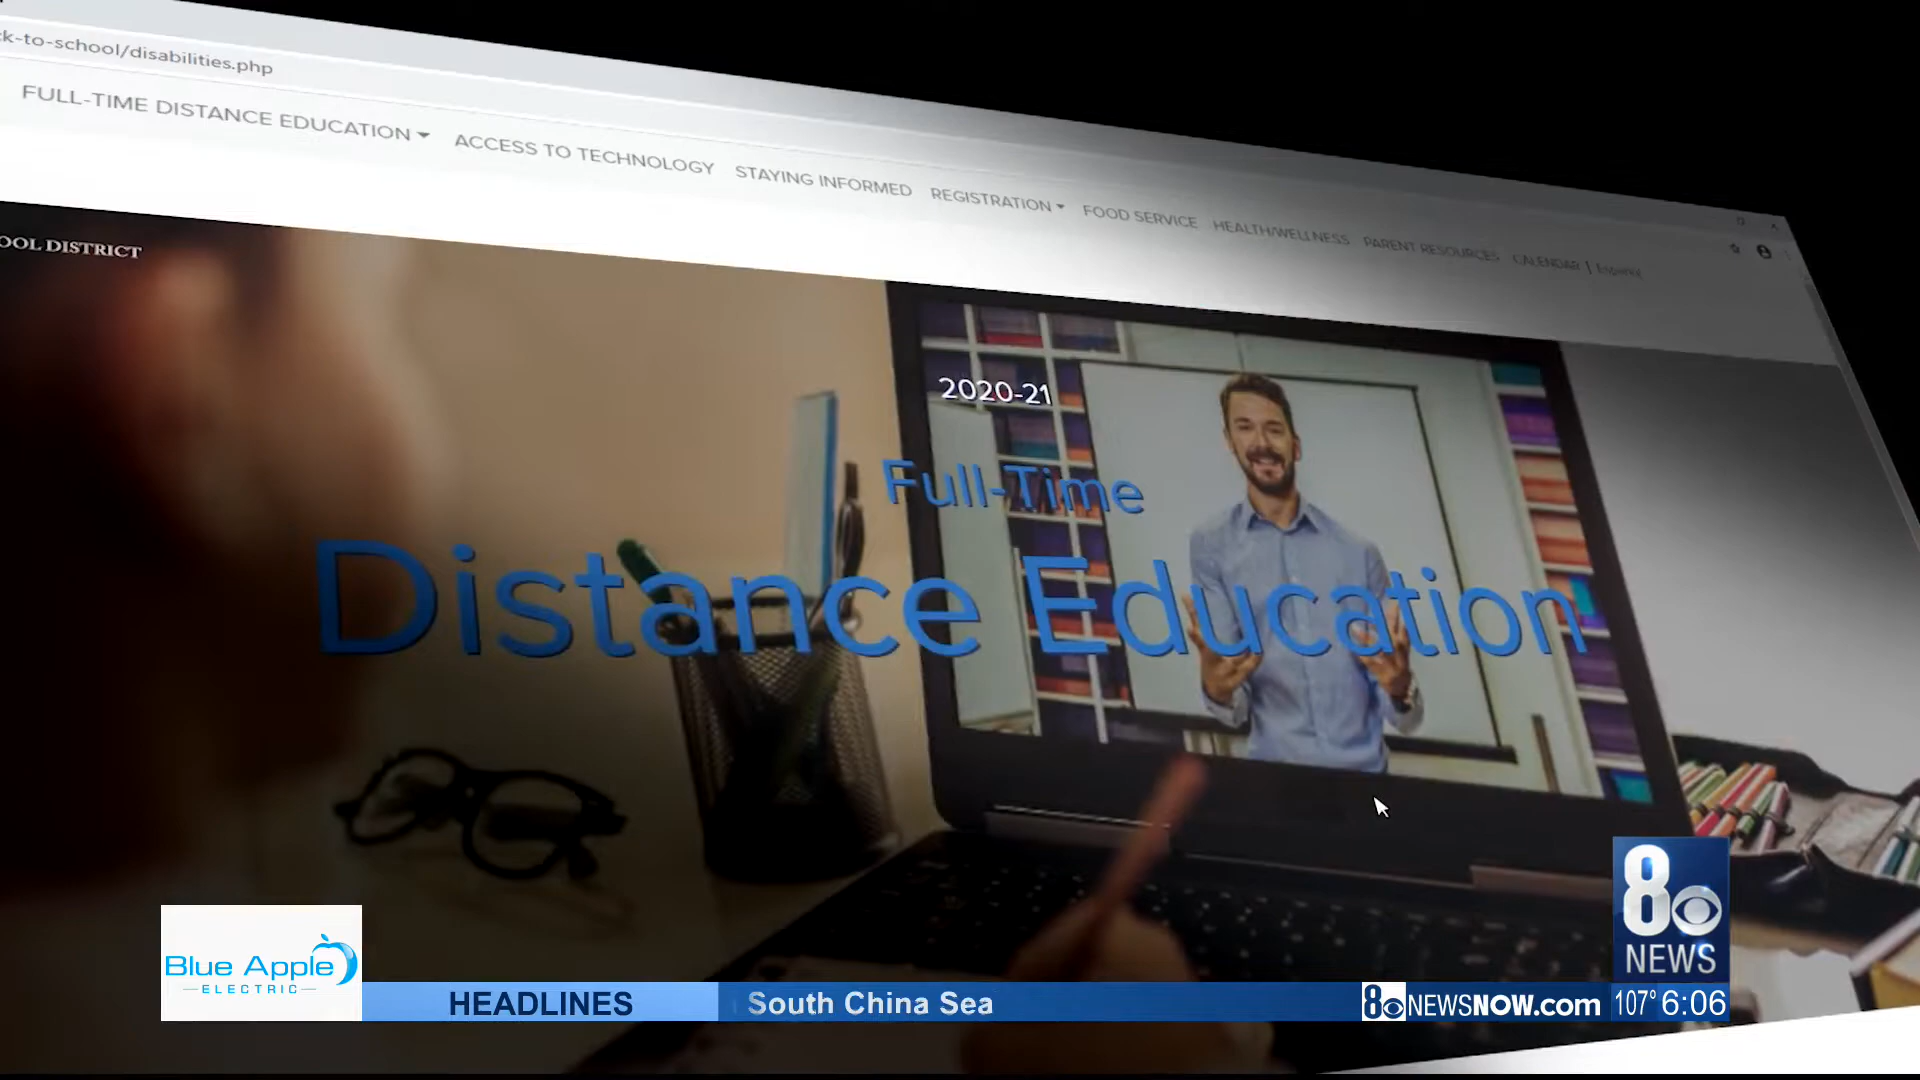 ck-to-school/disabilities.php
FULL-TIME DISTANCE EDUCATION ACCESS TO TECHNOLOGY STAYING INFORMED REGISTRATION FOOD SERVICE HEALTH/WELLNESS PARENT RESOURCES CALENDAR | Español
OOL DISTRICT
2020-21
Full-Time
Distance Education
8
NEWS
Blue Apple
ELECTRIC
HEADLINES
South China Sea
8NEWSNOW.com
107° 6:06